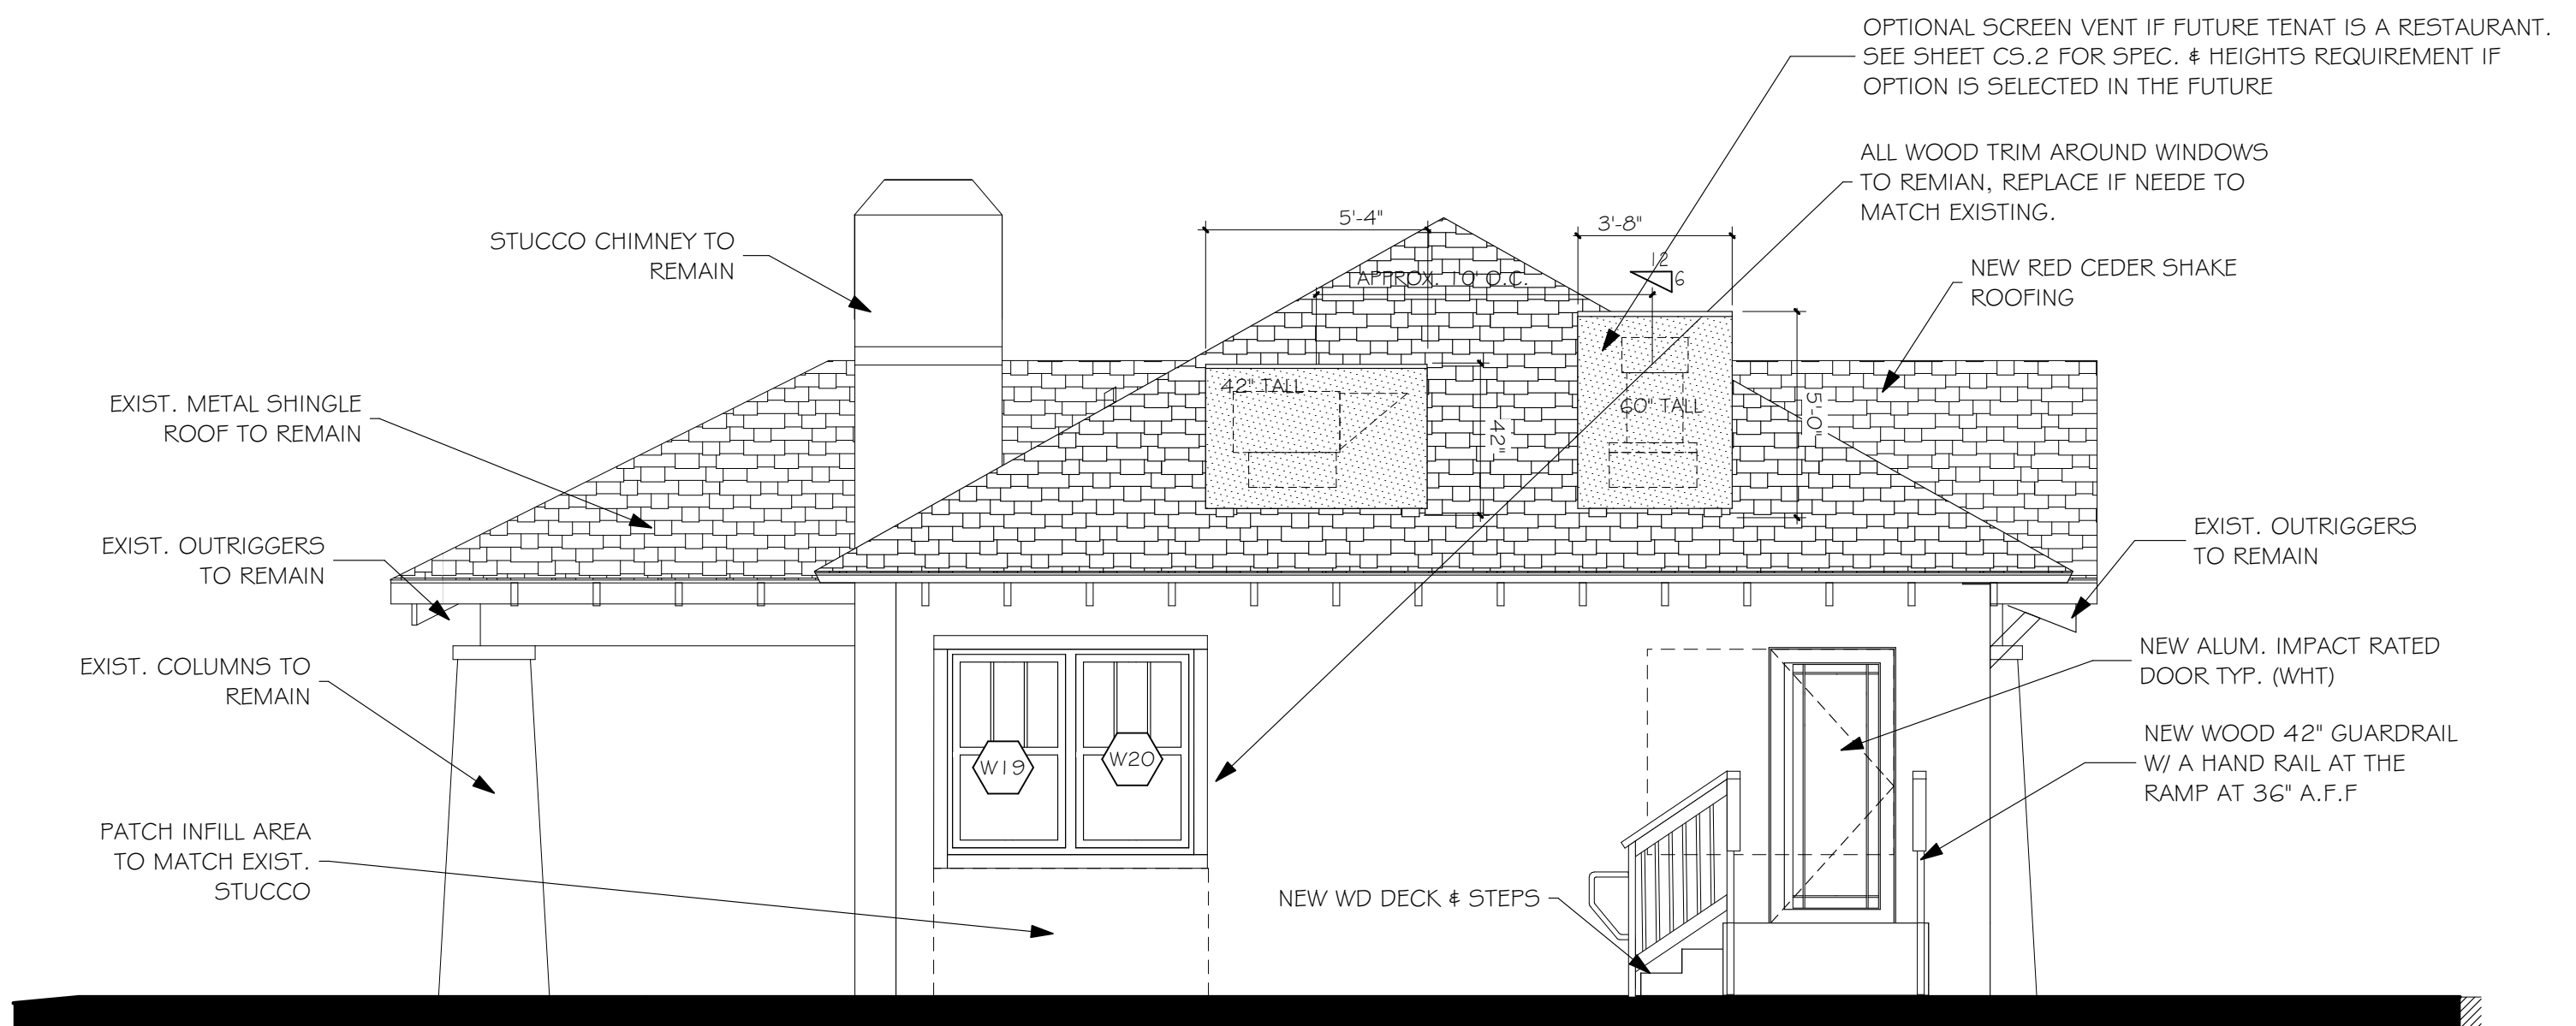 OPTIONAL SCREEN VENT IF FUTURE TENAT IS A RESTAURANT.
SEE SHEET CS.2 FOR SPEC. & HEIGHTS REQUIREMENT IF
OPTION IS SELECTED IN THE FUTURE
ALL WOOD TRIM AROUND WINDOWS
TO REMIAN, REPLACE IF NEEDE TO
MATCH EXISTING.
5'-4"
3'-8"
STUCCO CHIMNEY TO
REMAIN
12
6
APPROX. 10' O.C.
NEW RED CEDER SHAKE
ROOFING
42" TALL
60" TALL
42"
5'-0"
EXIST. METAL SHINGLE
ROOF TO REMAIN
EXIST. OUTRIGGERS
TO REMAIN
EXIST. OUTRIGGERS
TO REMAIN
EXIST. COLUMNS TO
REMAIN
NEW ALUM. IMPACT RATED
DOOR TYP. (WHT)
W19
W20
NEW WOOD 42" GUARDRAIL
W/ A HAND RAIL AT THE
RAMP AT 36" A.F.F
PATCH INFILL AREA
TO MATCH EXIST.
STUCCO
NEW WD DECK & STEPS